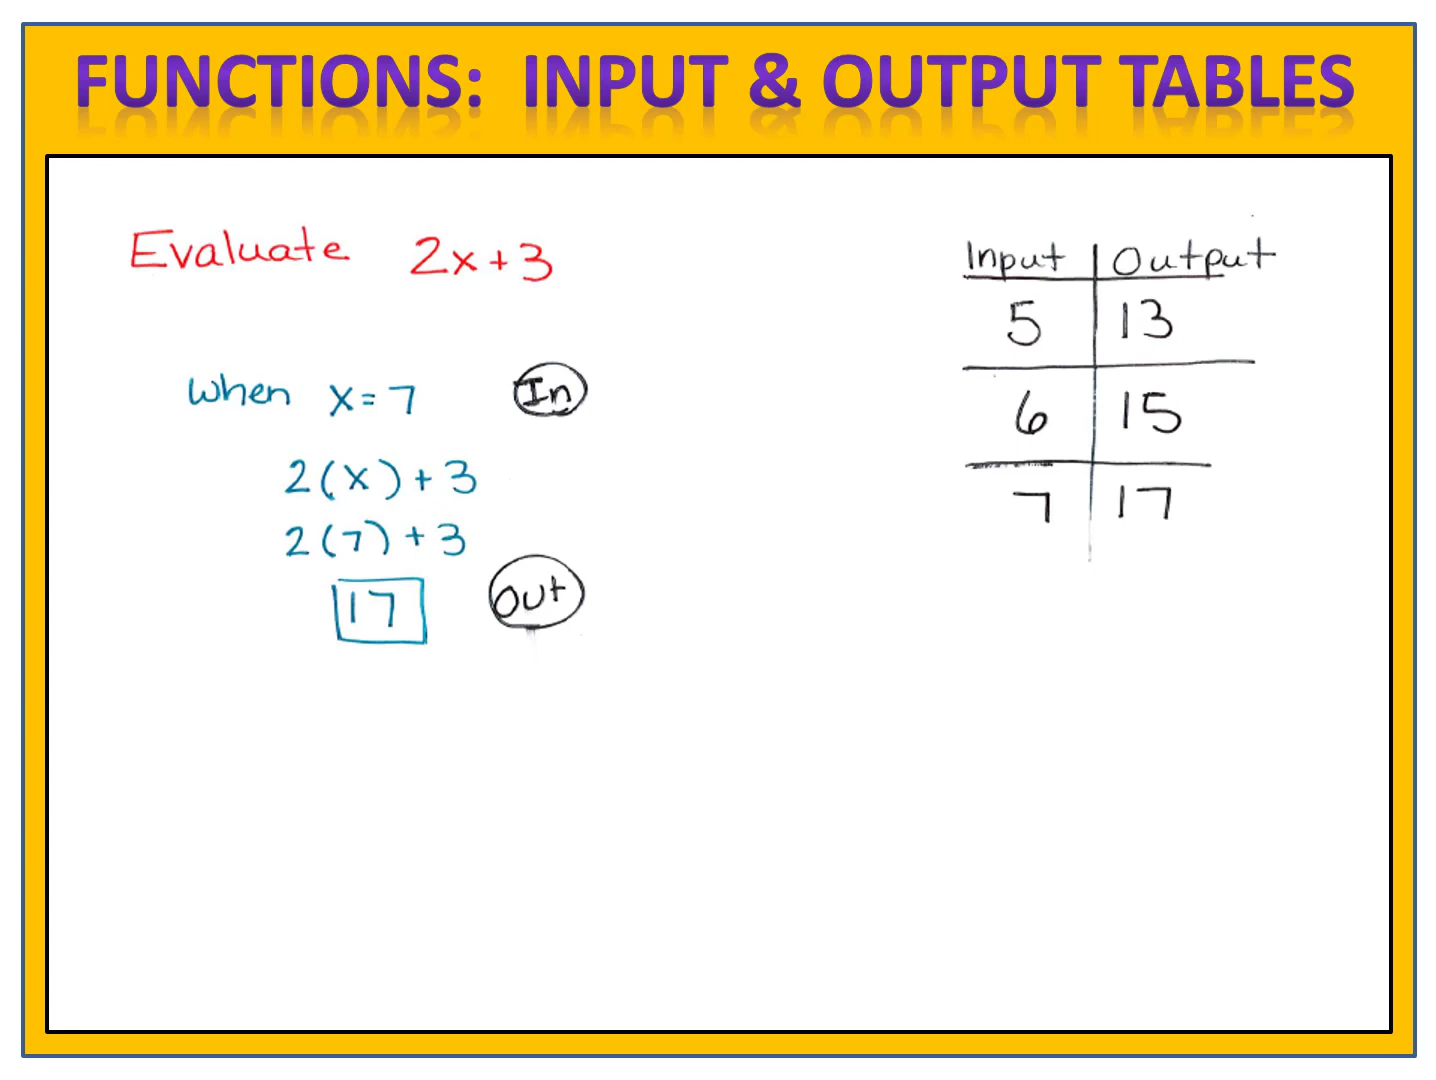 FUNCTIONS: INPUT & OUTPUT TABLES
Evaluate 2x+3
when x=7 In
2(x)+3
2(7)+3
17 Out
Input Output
5 13
6 15
7 17